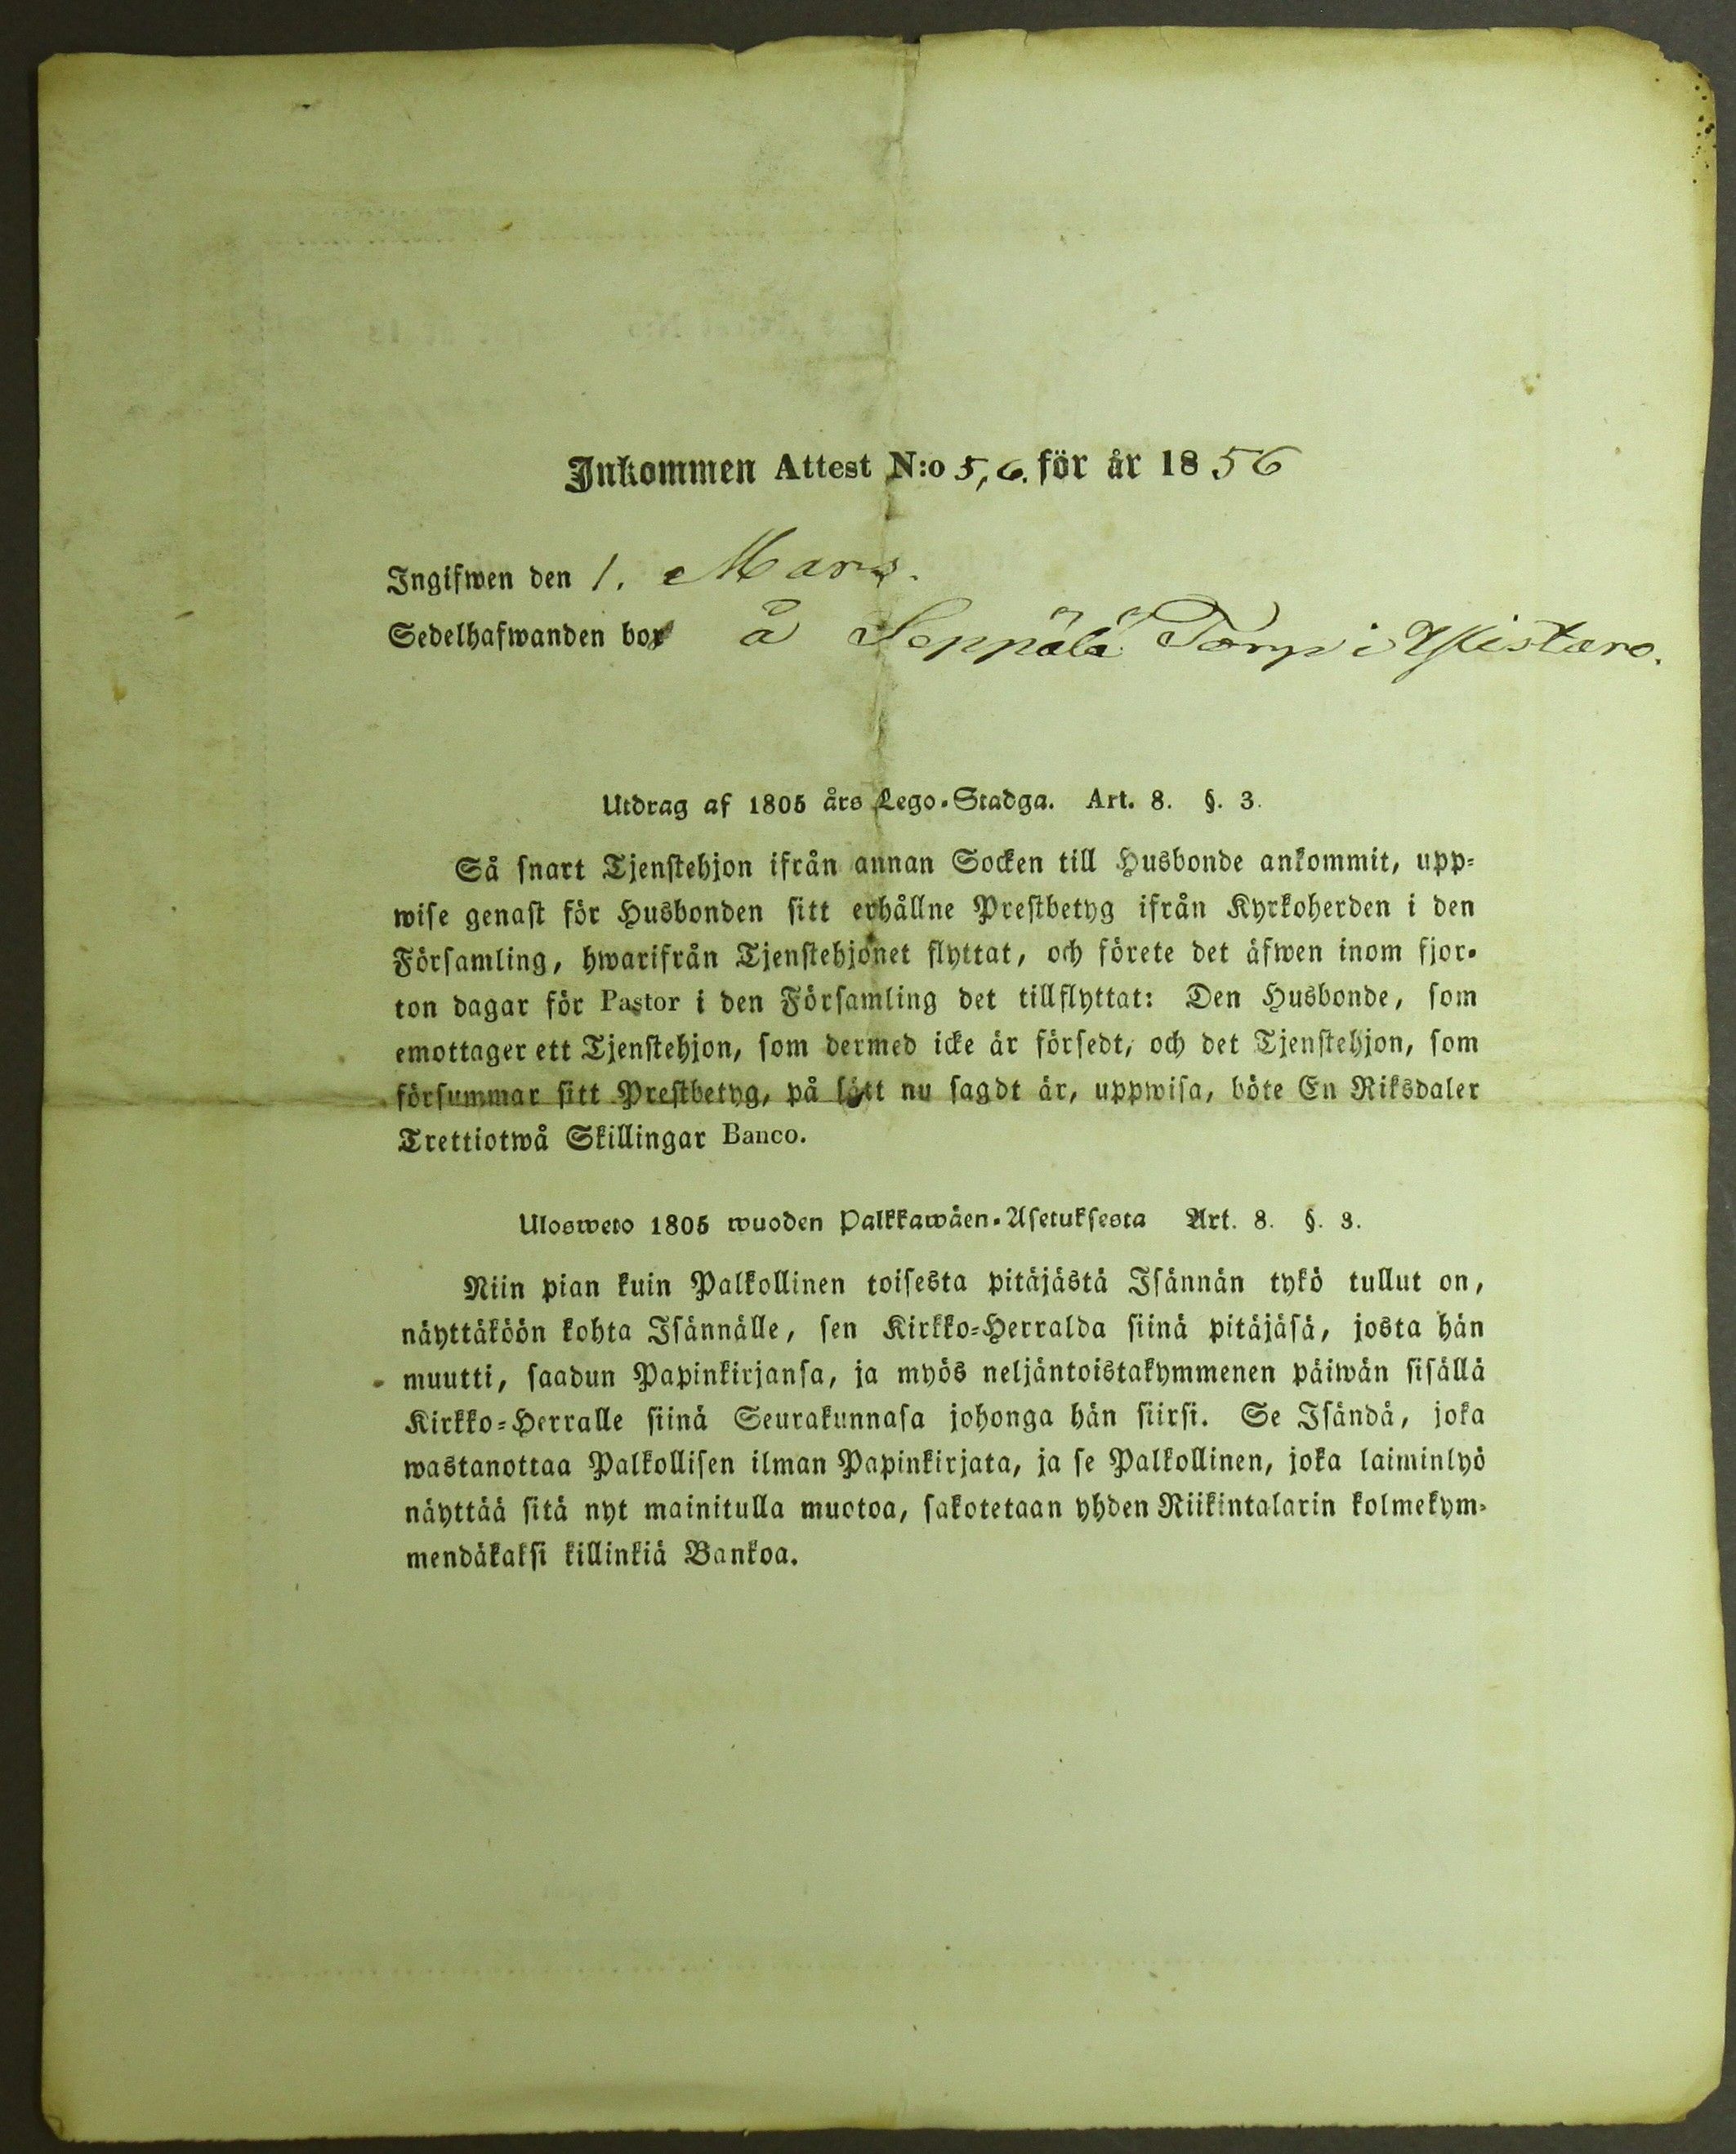 Inkommen Attest N:o 5,6. för år 1856
Ingifwen den 1. Mars.
Sedelhafwanden bor å Seppälä Torp i Ylistaro.
Utdrag af 1805 års Lego-Stadga. Art. 8. §. 3.
Så snart Tjenstehjon ifrån annan Socken till Husbonde ankommit, upp-
wise genast för Husbonden sitt erhållne Prestbetyg ifrån Kyrkoherden i den
Församling, hwarifrån Tjenstehjonet flyttat, och förete det äfwen inom fjor-
ton dagar för Pastor i den Församling det tillflyttat: Den Husbonde, som
emottager ett Tjenstehjon, som dermed icke är försedt, och det Tjenstehjon, som
försummar sitt Prestbetyg, på sätt nu sagdt är, uppwisa, böte En Riksdaler
Trettiotwå Skillingar Banco.
Ulosweto 1805 wuoden Palkkawäen-Asetuksesta Art. 8. §. 3.
Niin pian kuin Palkollinen toisesta pitäjästä Isännän tykö tullut on,
näyttäköön kohta Isännälle, sen Kirkko-Herralda siinä pitäjäsä, josta hän
muutti, saadun Papinkirjansa, ja myös neljäntoistakymmenen päiwän sisällä
Kirkko-Herralle siinä Seurakunnasa johonga hän siirsi. Se Isändä, joka
wastanottaa Palkollisen ilman Papinkirjata, ja se Palkollinen, joka laiminlyö
näyttää sitä nyt mainitulla muotoa, sakotetaan yhden Riikintalarin kolmekym-
mendäkaksi killinkiä Bankoa.